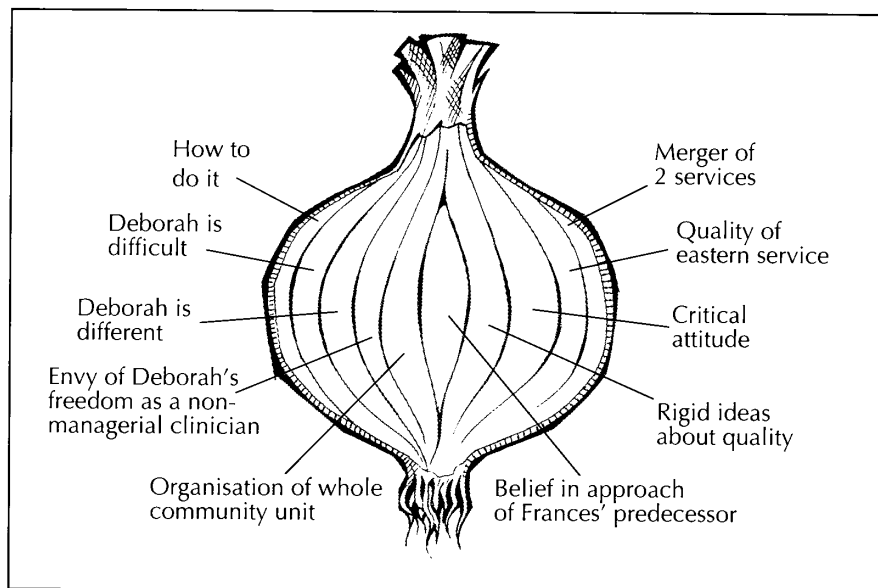 How to
do it
Deborah is
difficult
Deborah is
different
Envy of Deborah's
freedom as a non-
managerial clinician
Organisation of whole
community unit
Merger of
2 services
Quality of
eastern service
Critical
attitude
Rigid ideas
about quality
Belief in approach
of Frances' predecessor